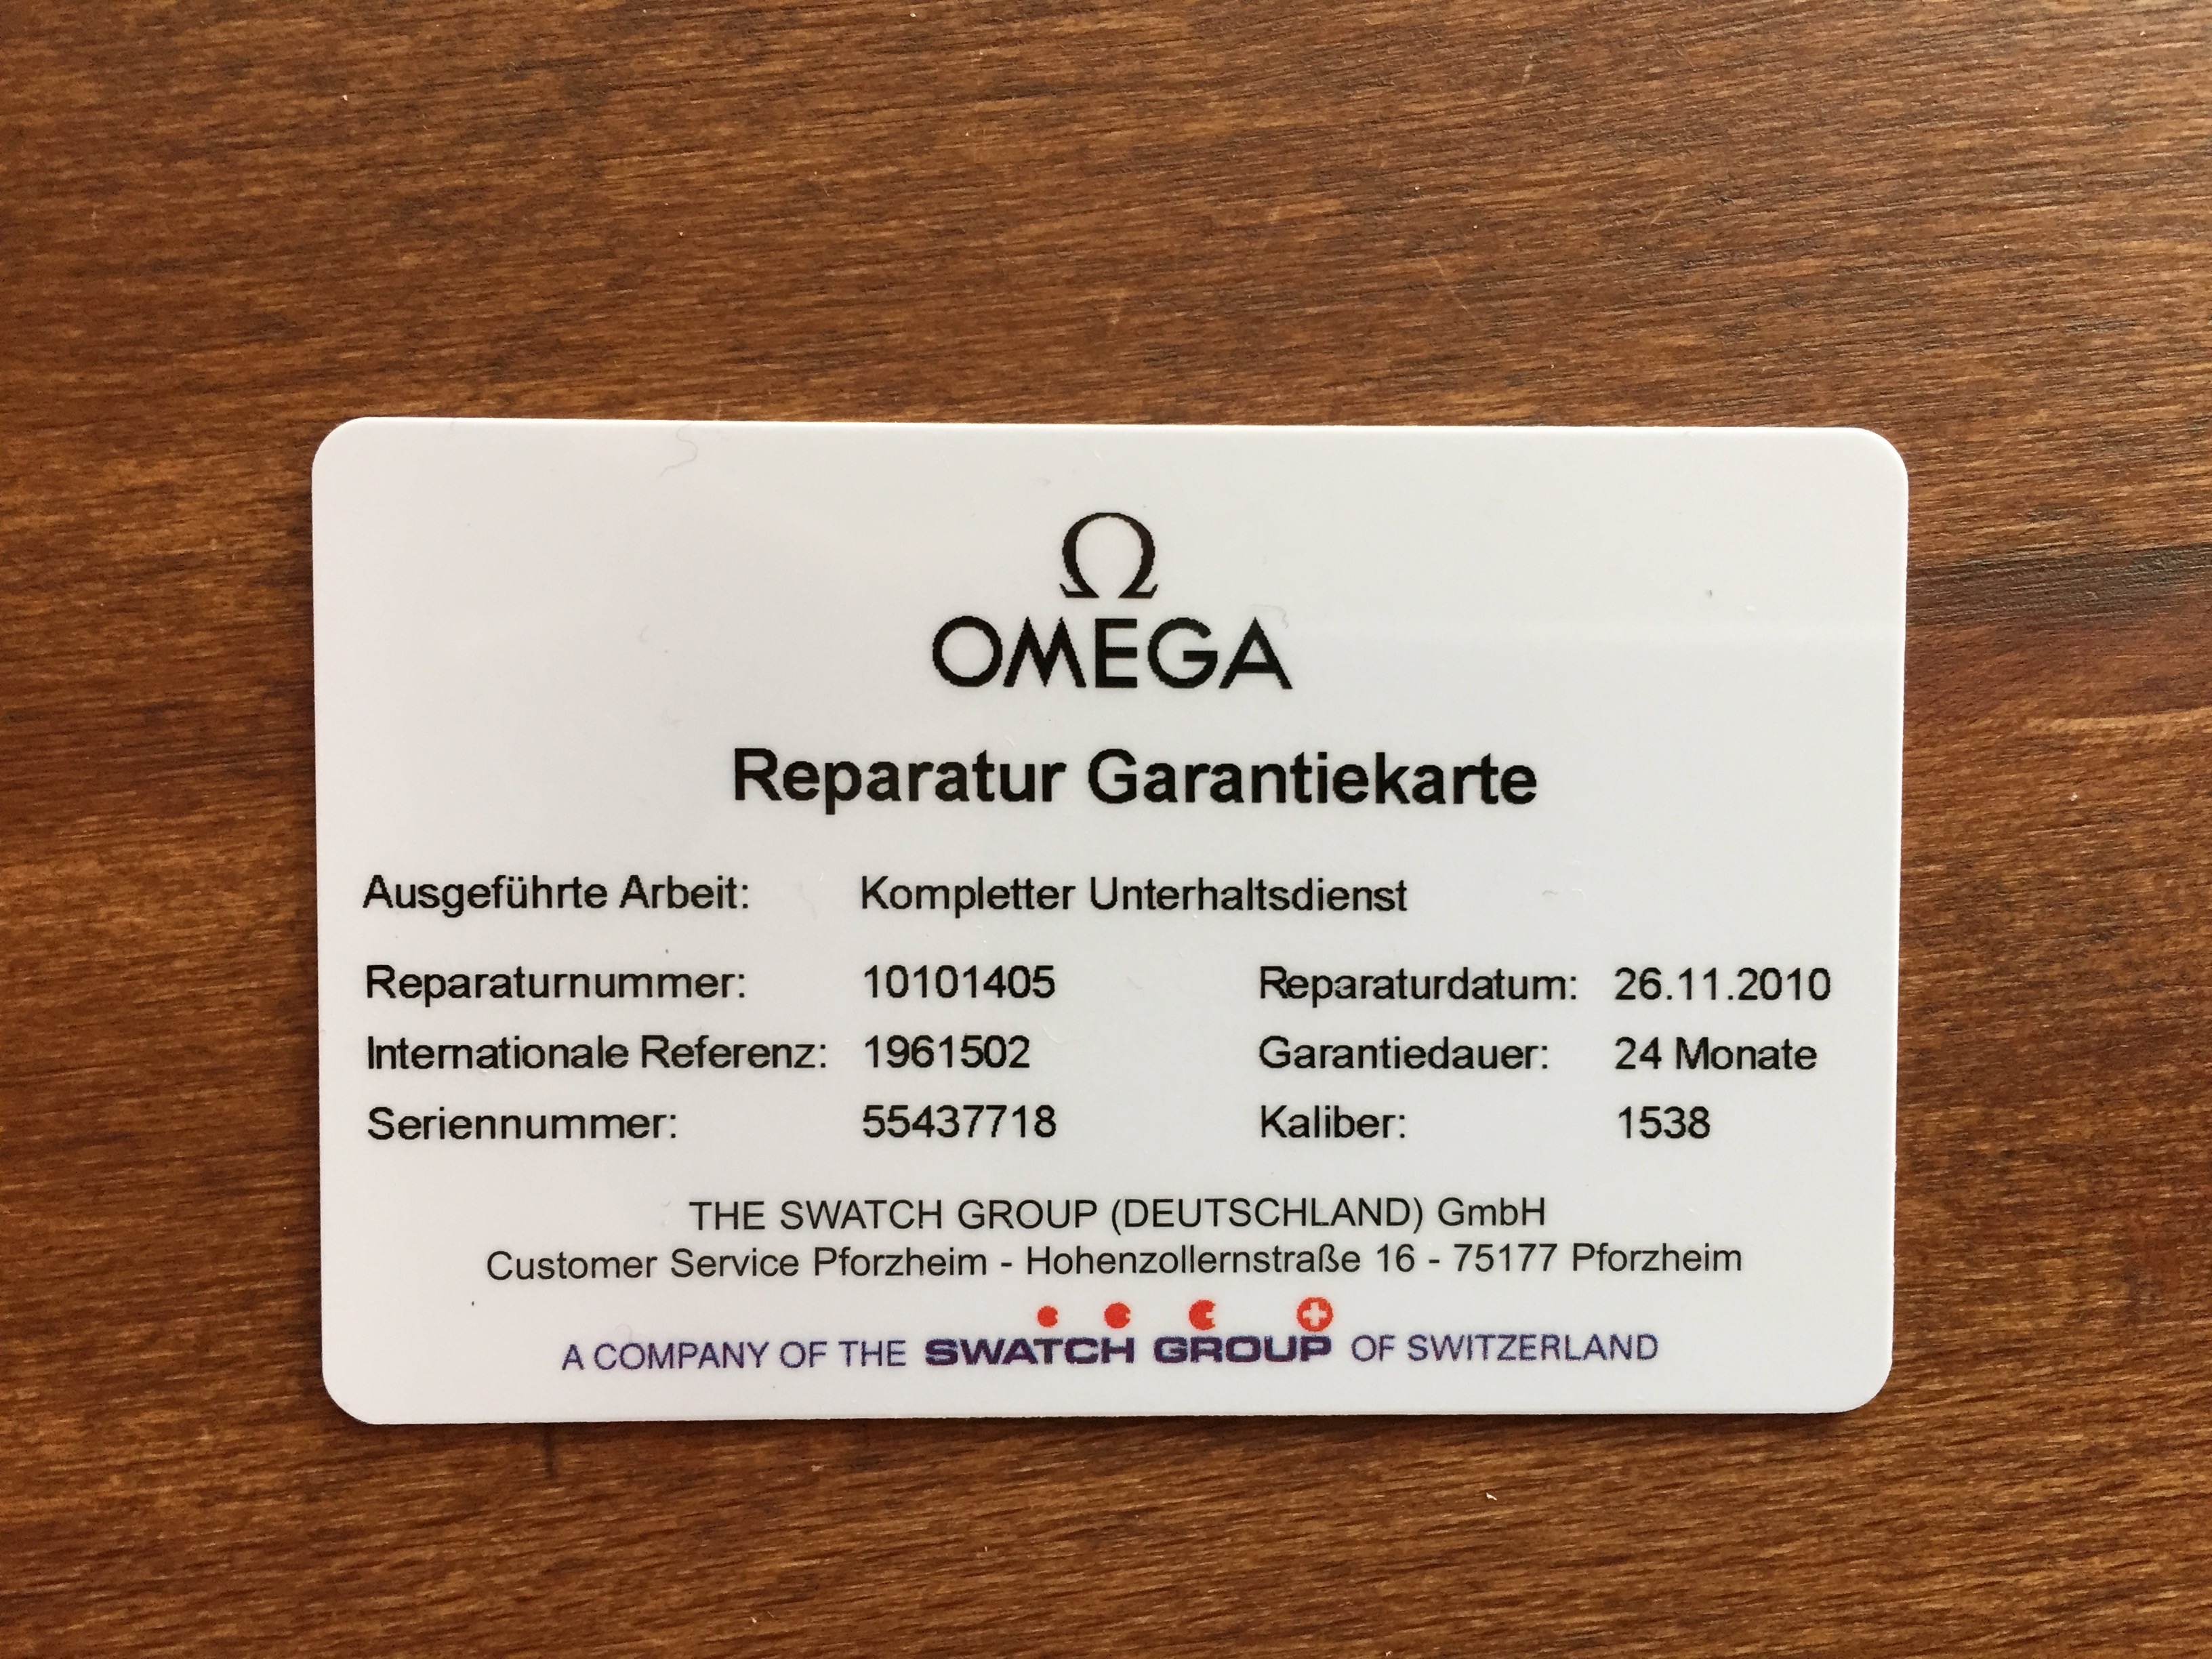 Ω
OMEGA
Reparatur Garantiekarte
Ausgeführte Arbeit: Kompletter Unterhaltsdienst
Reparaturnummer: 10101405 Reparaturdatum: 26.11.2010
Internationale Referenz: 1961502 Garantiedauer: 24 Monate
Seriennummer: 55437718 Kaliber: 1538
THE SWATCH GROUP (DEUTSCHLAND) GmbH
Customer Service Pforzheim - Hohenzollernstraße 16 - 75177 Pforzheim
A COMPANY OF THE SWATCH GROUP OF SWITZERLAND